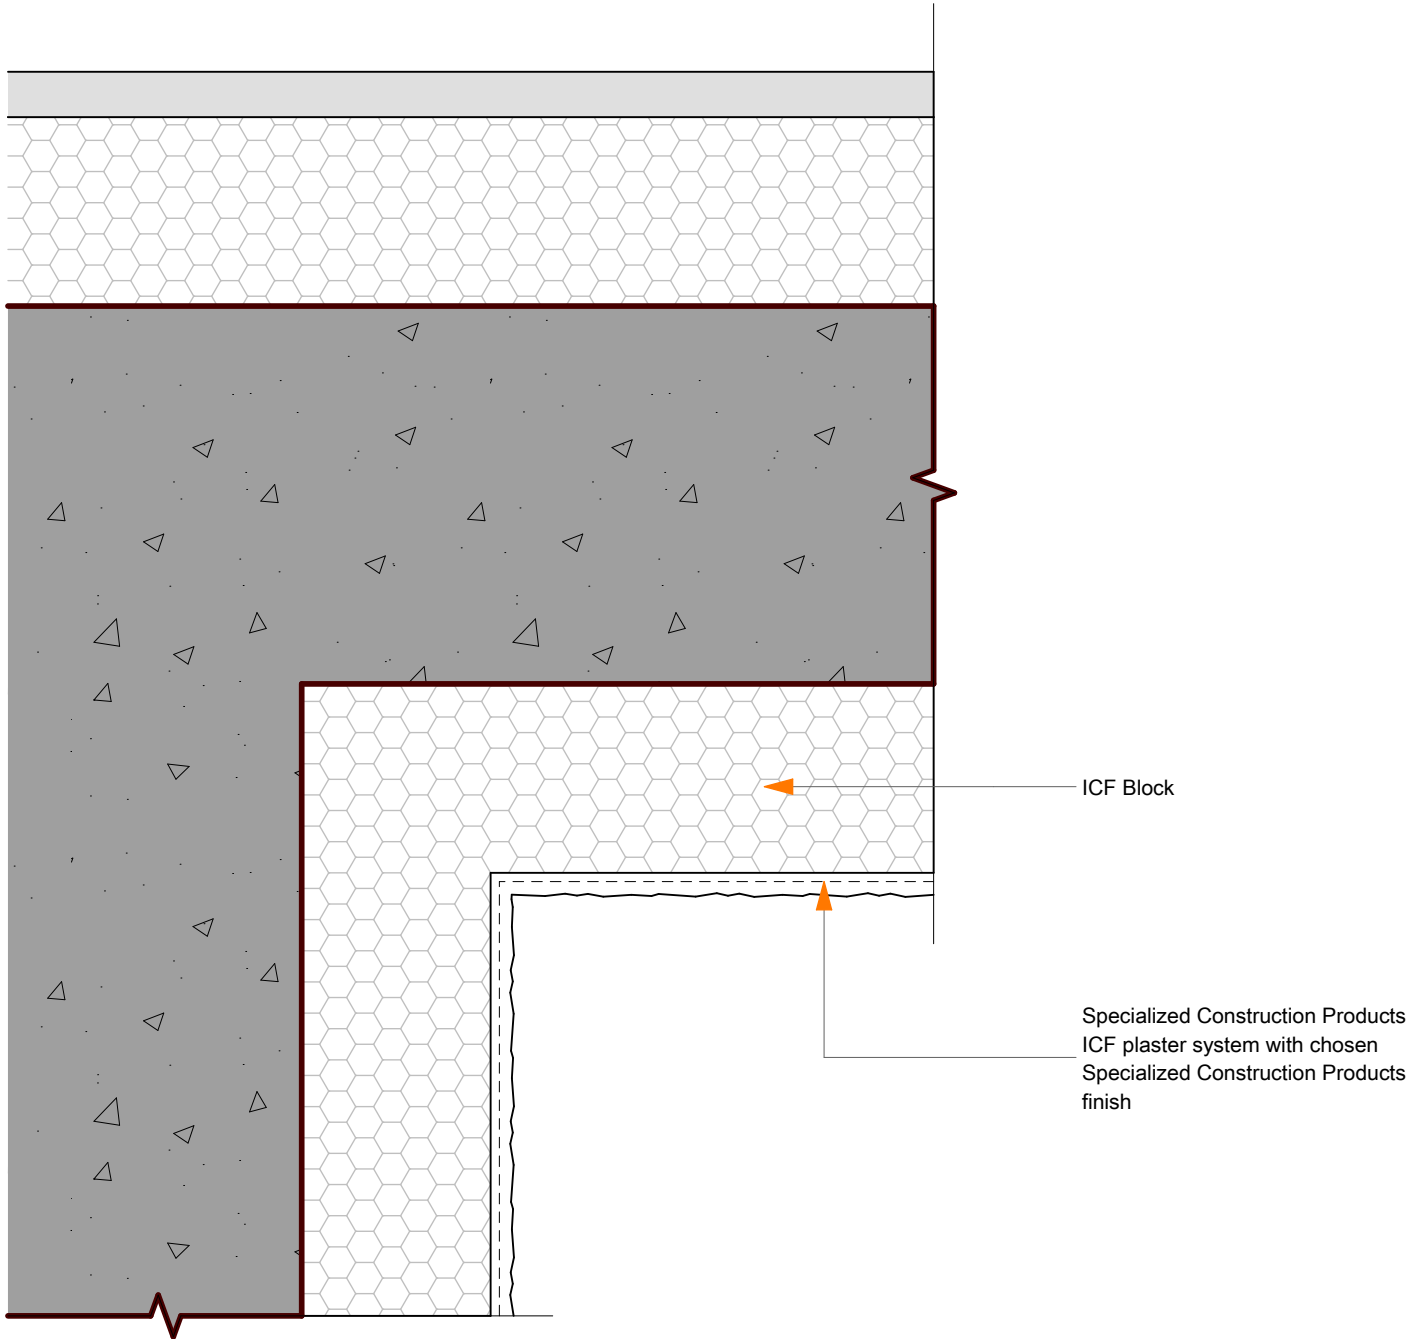 ICF Block
Specialized Construction Products
ICF plaster system with chosen
Specialized Construction Products
finish